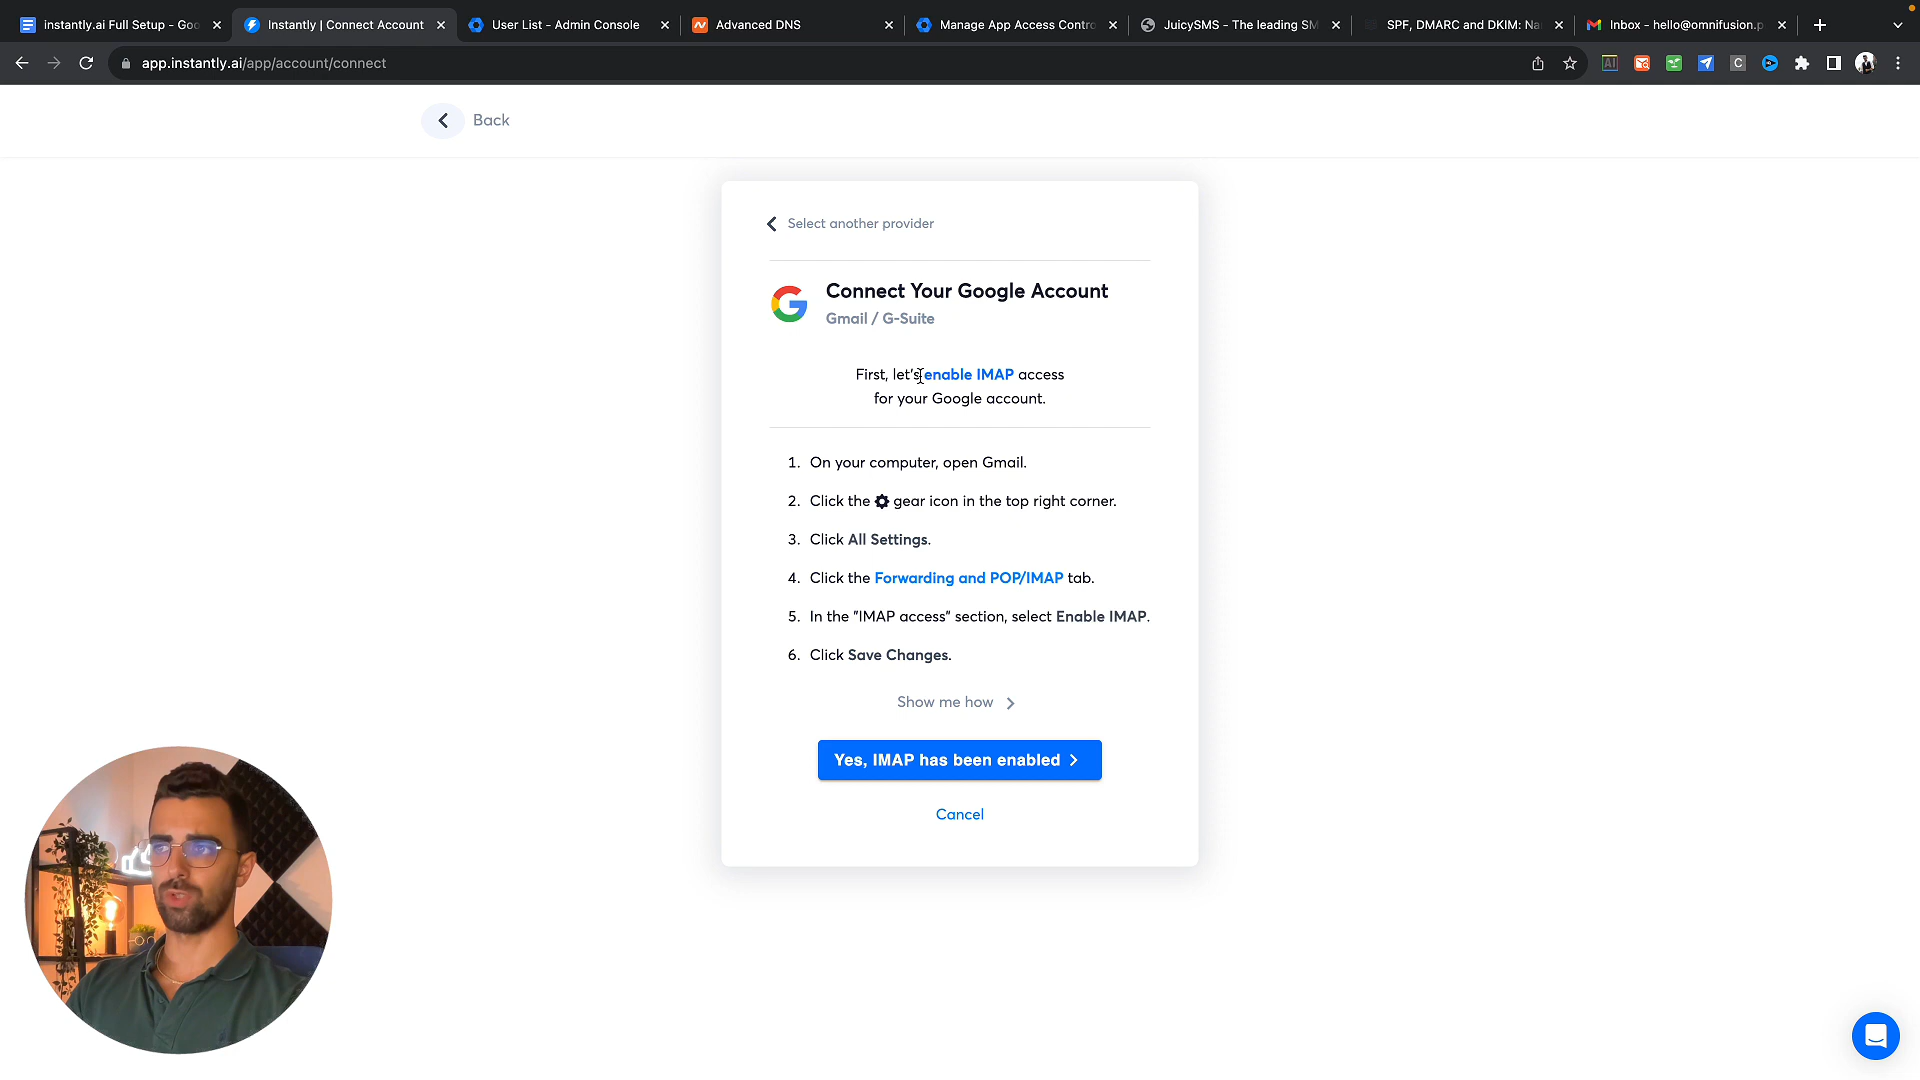 instantly.ai Full Setup - Goo
Instantly | Connect Account
User List - Admin Console
Advanced DNS
Manage App Access Contro
JuicySMS - The leading SM
SPF, DMARC and DKIM: Na
Inbox - hello@omnifusion.p
app.instantly.ai/app/account/connect
Back
Select another provider
Connect Your Google Account
Gmail / G-Suite
First, let's enable IMAP access
for your Google account.
1. On your computer, open Gmail.
2. Click the gear icon in the top right corner.
3. Click All Settings.
4. Click the Forwarding and POP/IMAP tab.
5. In the "IMAP access" section, select Enable IMAP.
6. Click Save Changes.
Show me how
Yes, IMAP has been enabled
Cancel